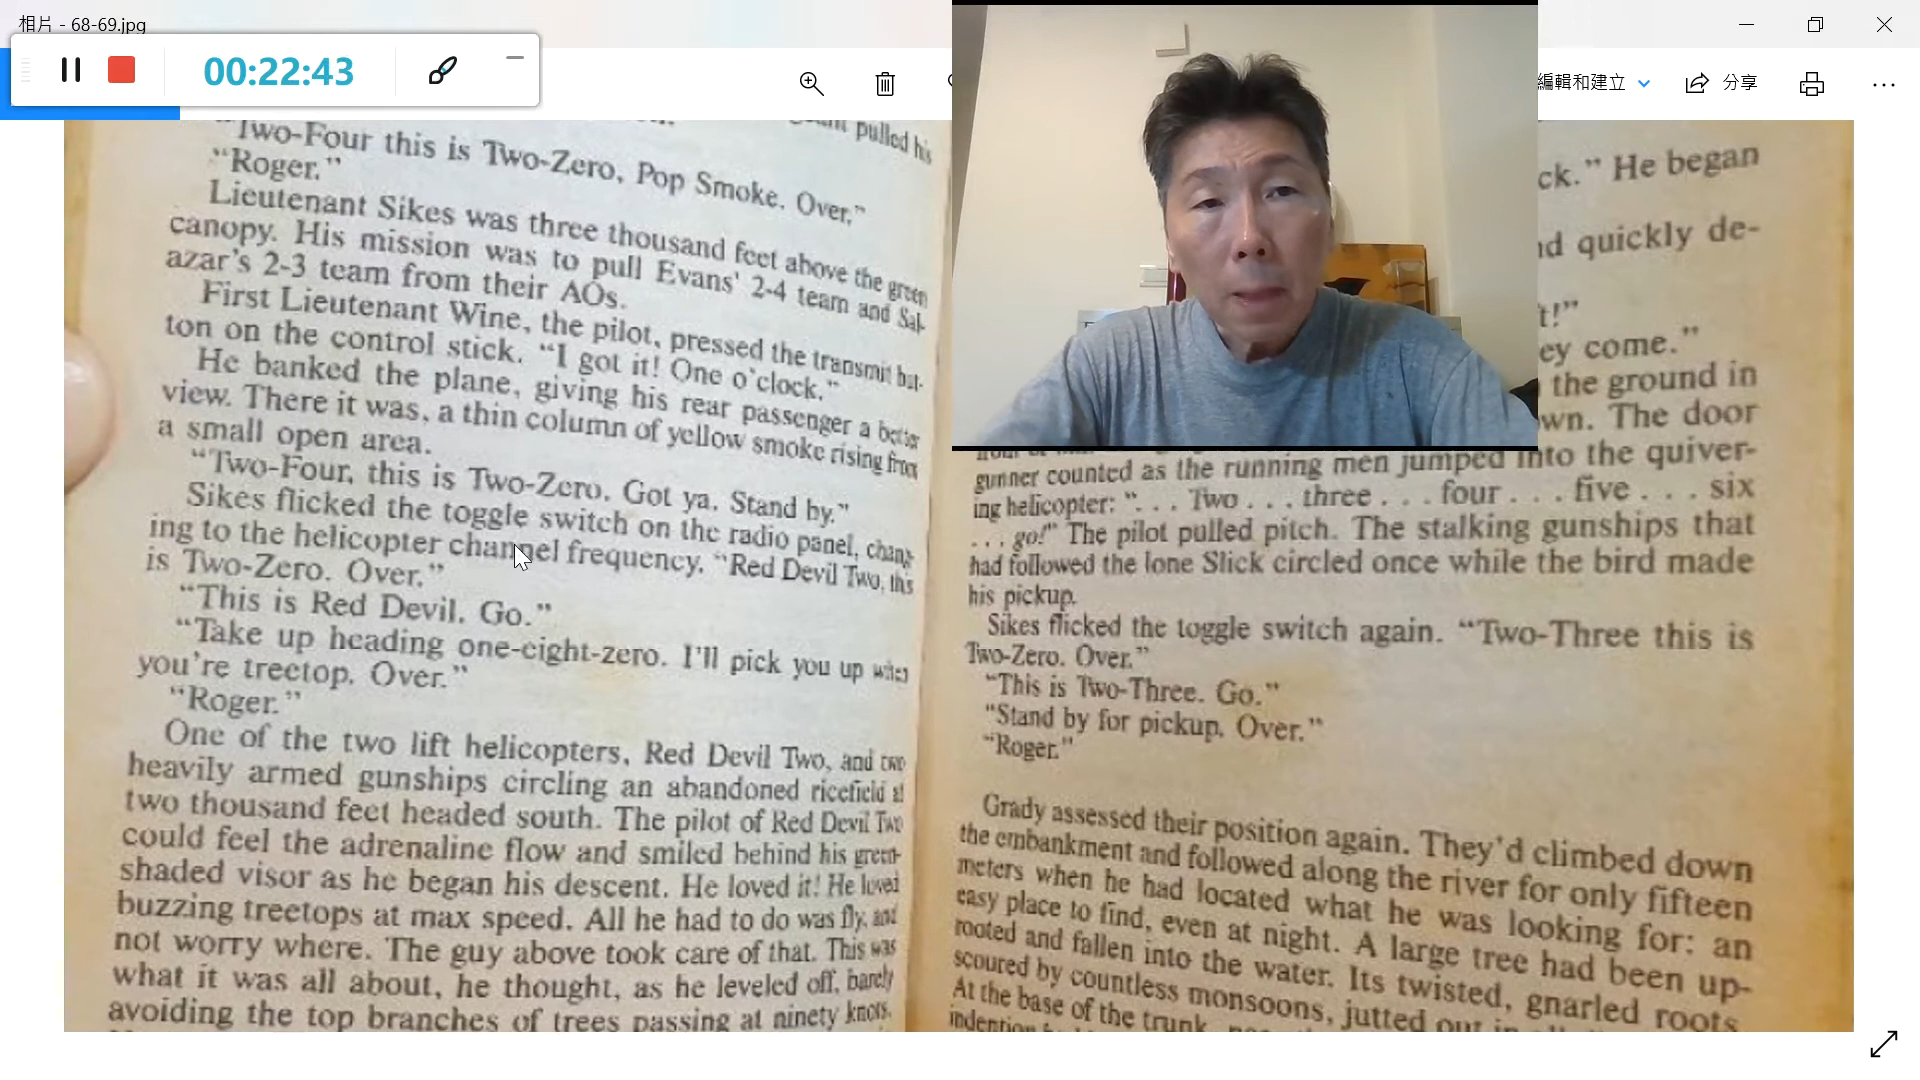 相片 - 68-69.jpg
00:22:43
編輯和建立
分享
pulled his
“Two-Four this is Two-Zero, Pop Smoke. Over.”
“Roger.”
Lieutenant Sikes was three thousand feet above the green
canopy. His mission was to pull Evans' 2-4 team and Sal-
azar's 2-3 team from their AOs.
First Lieutenant Wine, the pilot, pressed the transmit but-
ton on the control stick. “I got it! One o'clock.”
He banked the plane, giving his rear passenger a better
view. There it was, a thin column of yellow smoke rising from
a small open area.
“Two-Four, this is Two-Zero. Got ya. Stand by.”
Sikes flicked the toggle switch on the radio panel, chang-
ing to the helicopter channel frequency. “Red Devil Two, this
is Two-Zero. Over.”
“This is Red Devil. Go.”
“Take up heading one-eight-zero. I'll pick you up when
you're treetop. Over.”
“Roger.”
One of the two lift helicopters, Red Devil Two, and two
heavily armed gunships circling an abandoned ricefield at
two thousand feet headed south. The pilot of Red Devil Two
could feel the adrenaline flow and smiled behind his green-
shaded visor as he began his descent. He loved it! He loved
buzzing treetops at max speed. All he had to do was fly, and
not worry where. The guy above took care of that. This was
what it was all about, he thought, as he leveled off, barely
avoiding the top branches of trees passing at ninety knots.
ck.” He began
nd quickly de-
t!”
ey come.”
the ground in
wn. The door
gunner counted as the running men jumped into the quiver-
ing helicopter: “. . . Two . . . three . . . four . . . five . . . six
. . . go!” The pilot pulled pitch. The stalking gunships that
had followed the lone Slick circled once while the bird made
his pickup.
Sikes flicked the toggle switch again. “Two-Three this is
Two-Zero. Over.”
“This is Two-Three. Go.”
“Stand by for pickup. Over.”
“Roger.”
Grady assessed their position again. They'd climbed down
the embankment and followed along the river for only fifteen
meters when he had located what he was looking for: an
easy place to find, even at night. A large tree had been up-
rooted and fallen into the water. Its twisted, gnarled roots,
scoured by countless monsoons, jutted out in
At the base of the trunk,